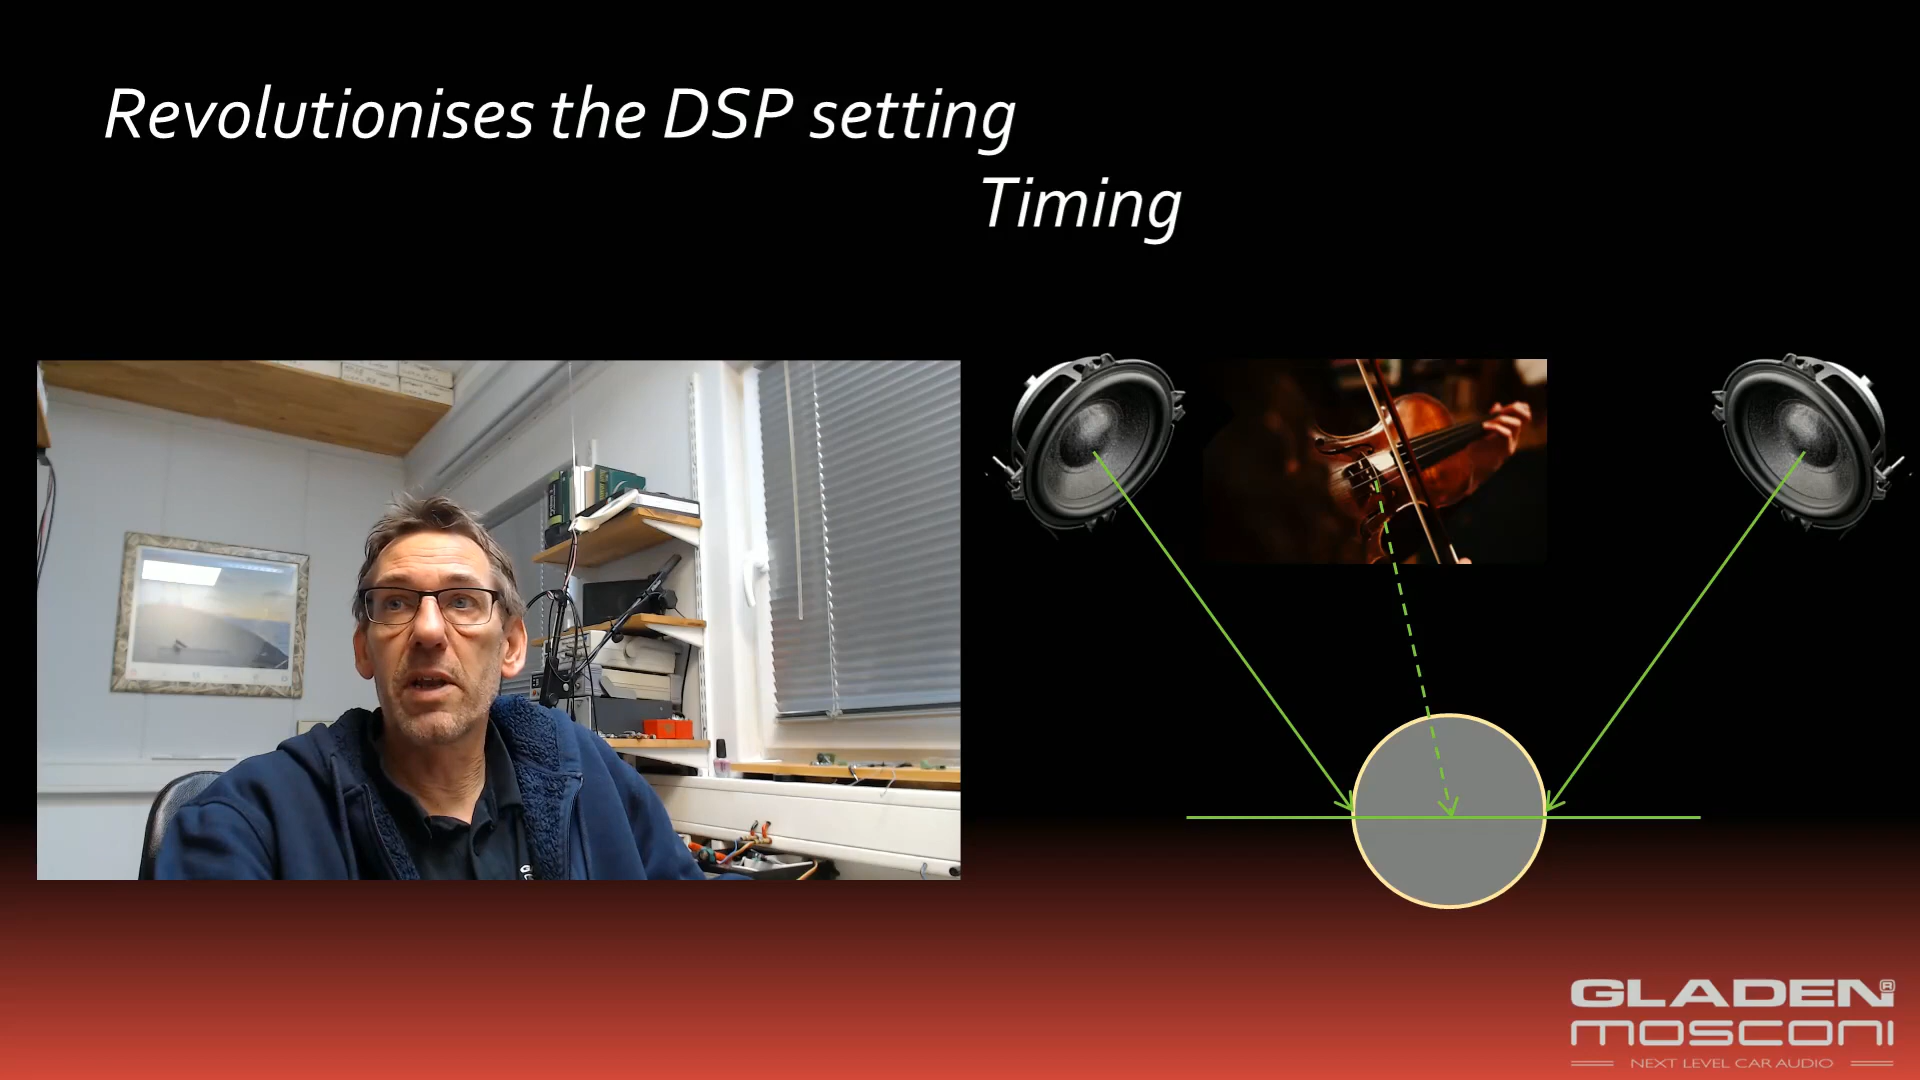 Revolutionises the DSP setting
Timing
GLADEN®
MOSCONI
NEXT LEVEL CAR AUDIO